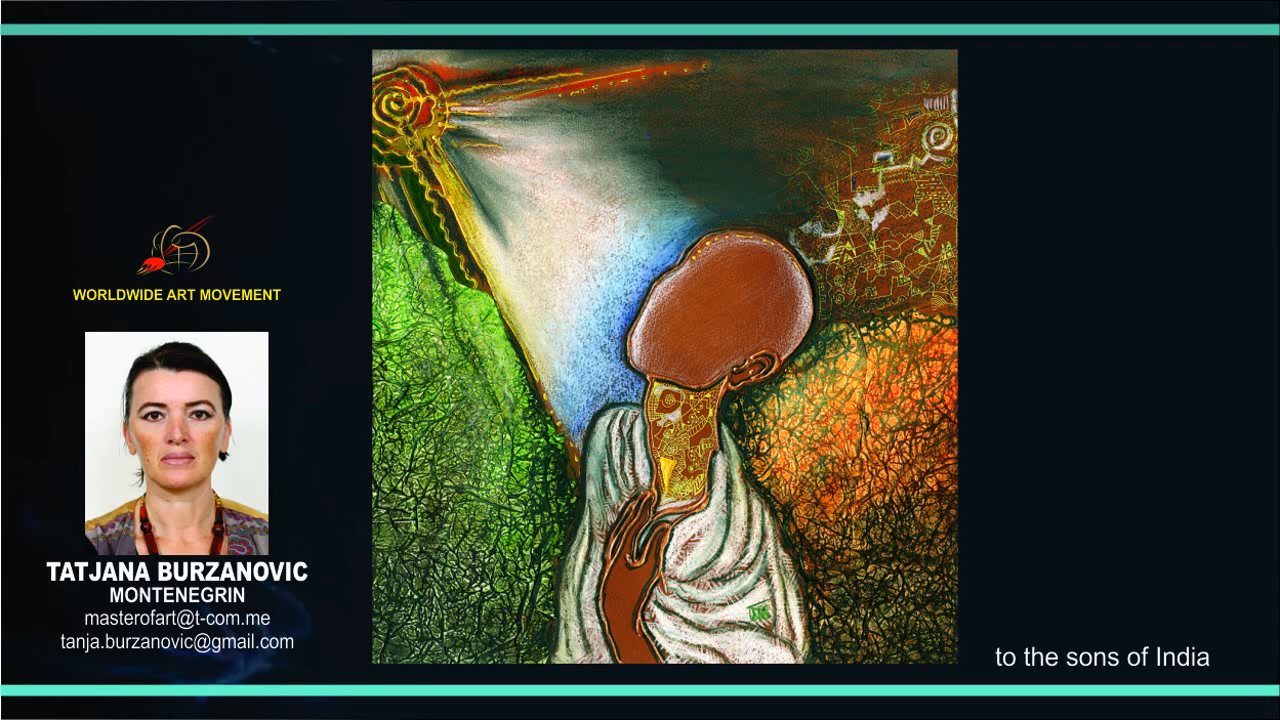 WORLDWIDE ART MOVEMENT
TATJANA BURZANOVIC
MONTENEGRIN
masterofart@t-com.me
tanja.burzanovic@gmail.com
to the sons of India